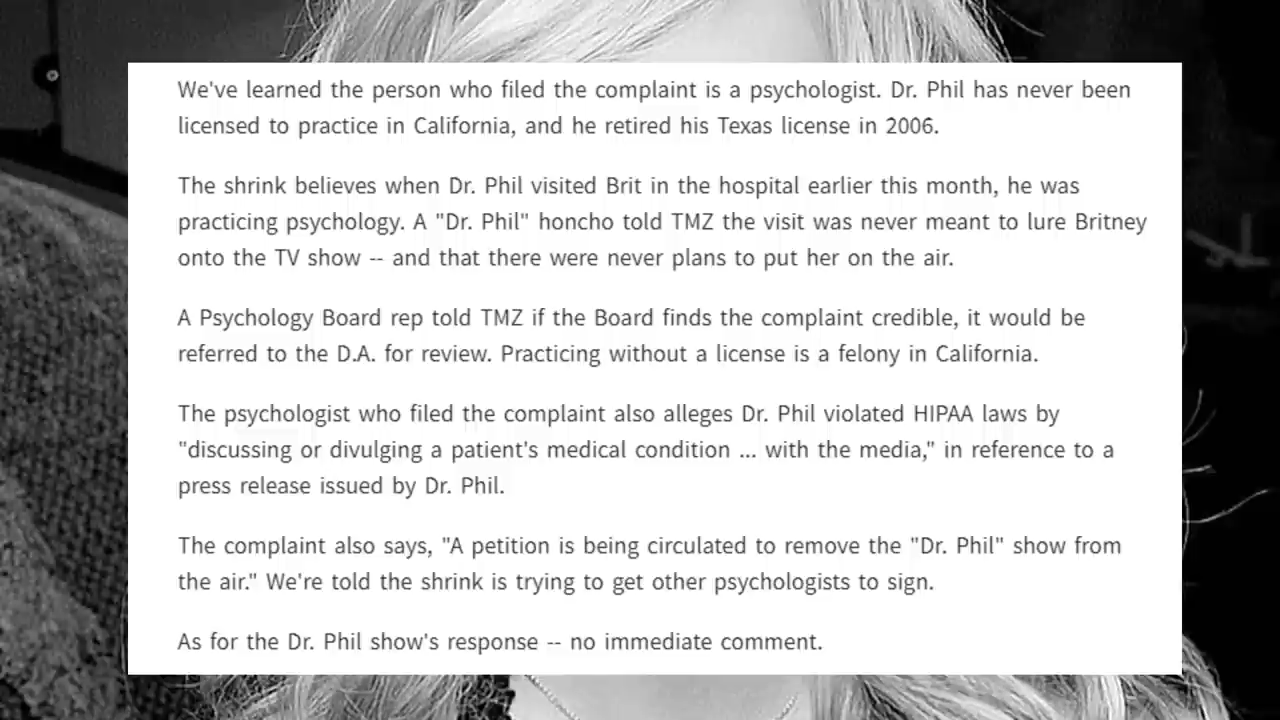 We've learned the person who filed the complaint is a psychologist. Dr. Phil has never been
licensed to practice in California, and he retired his Texas license in 2006.
The shrink believes when Dr. Phil visited Brit in the hospital earlier this month, he was
practicing psychology. A "Dr. Phil" honcho told TMZ the visit was never meant to lure Britney
onto the TV show -- and that there were never plans to put her on the air.
A Psychology Board rep told TMZ if the Board finds the complaint credible, it would be
referred to the D.A. for review. Practicing without a license is a felony in California.
The psychologist who filed the complaint also alleges Dr. Phil violated HIPAA laws by
"discussing or divulging a patient's medical condition ... with the media," in reference to a
press release issued by Dr. Phil.
The complaint also says, "A petition is being circulated to remove the "Dr. Phil" show from
the air." We're told the shrink is trying to get other psychologists to sign.
As for the Dr. Phil show's response -- no immediate comment.